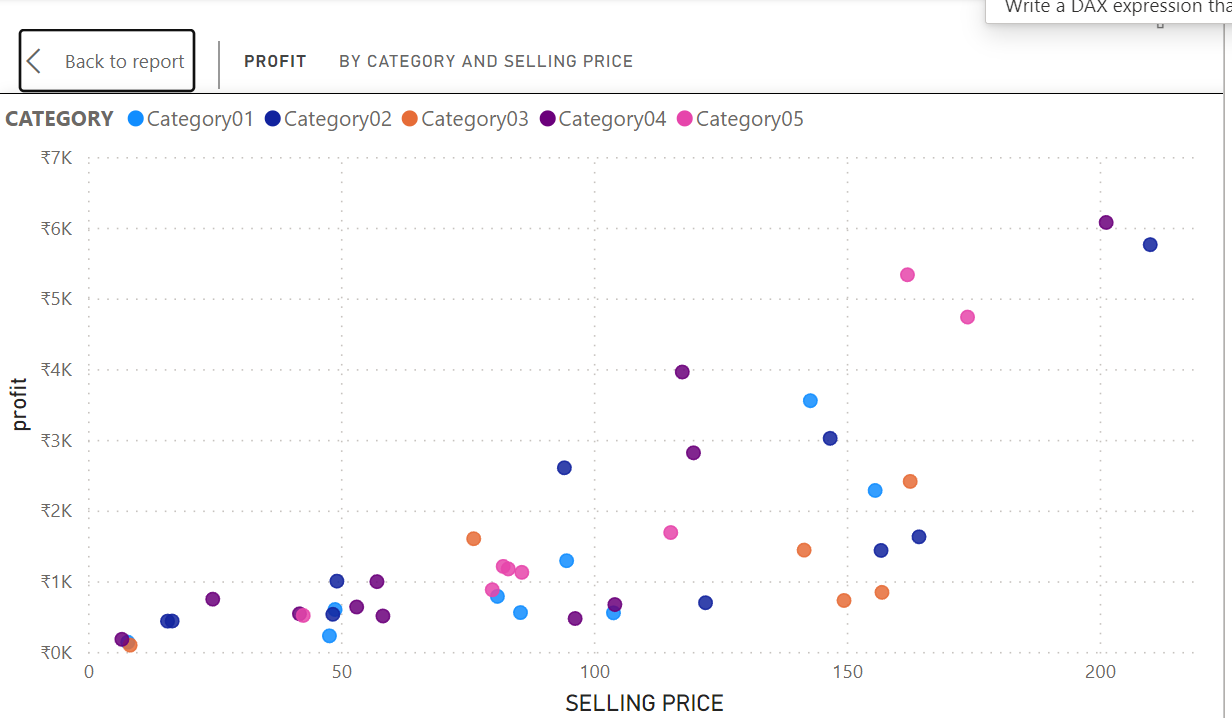 Write a DAX expression tha
Back to report
PROFIT BY CATEGORY AND SELLING PRICE
CATEGORY Category01 Category02 Category03 Category04 Category05
₹7K
₹6K
₹5K
₹4K
₹3K
₹2K
₹1K
₹0K
profit
0 50 100 150 200
SELLING PRICE